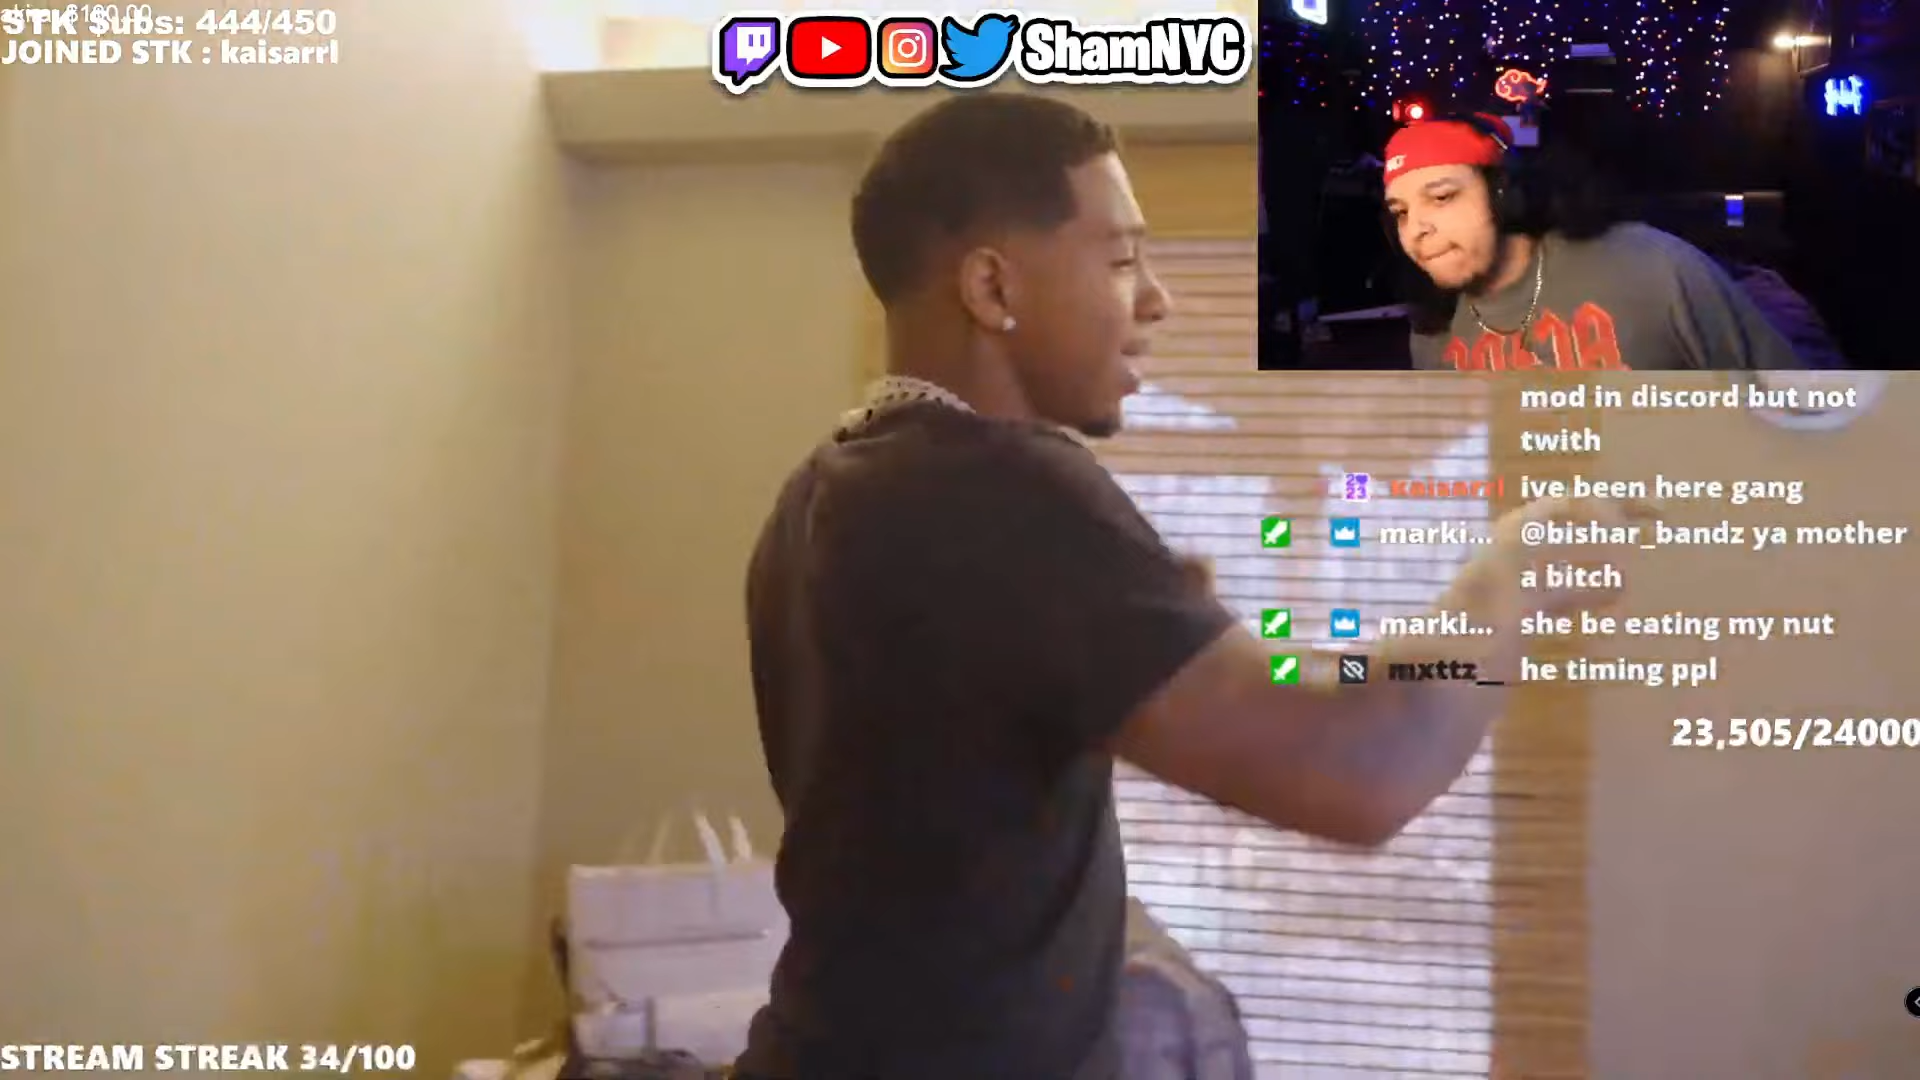 STK Subs: 444/450
JOINED STK : kaisarrl
ShamNYC
mod in discord but not
twith
kaisarrl ive been here gang
marki... @bishar_bandz ya mother
a bitch
marki... she be eating my nut
mxttz__ he timing ppl
23,505/24000
STREAM STREAK 34/100